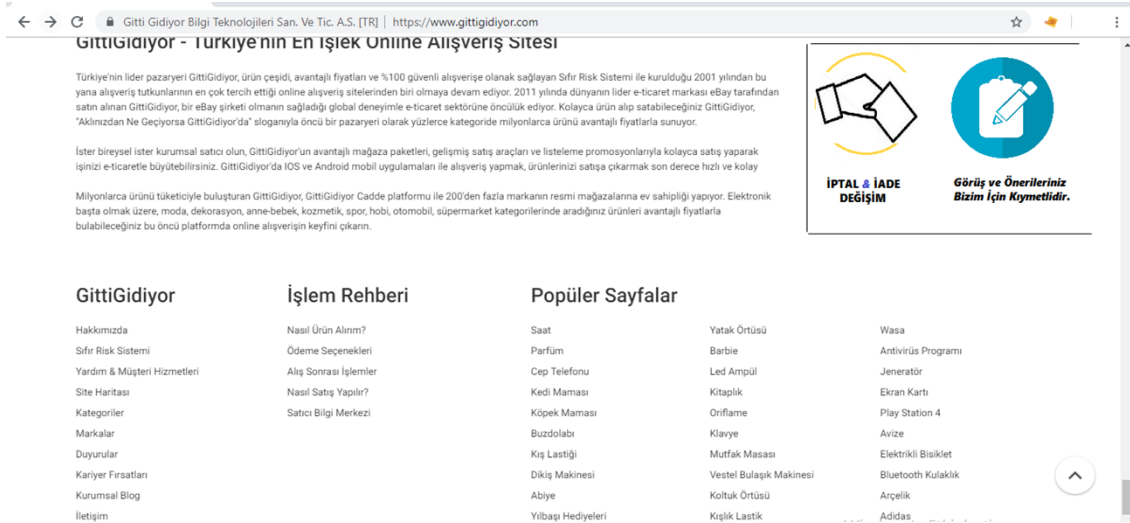 Gitti Gidiyor Bilgi Teknolojileri San. Ve Tic. A.S. [TR] | https://www.gittigidiyor.com
GittiGidiyor - Türkiye'nin En İşlek Online Alışveriş Sitesi
Türkiye'nin lider pazaryeri GittiGidiyor, ürün çeşidi, avantajlı fiyatları ve %100 güvenli alışverişe olanak sağlayan Sıfır Risk Sistemi ile kurulduğu 2001 yılından bu
yana alışveriş tutkunlarının en çok tercih ettiği online alışveriş sitelerinden biri olmaya devam ediyor. 2011 yılında dünyanın lider e-ticaret markası eBay tarafından
satın alınan GittiGidiyor, bir eBay şirketi olmanın sağladığı global deneyimle e-ticaret sektörüne öncülük ediyor. Kolayca ürün alıp satabileceğiniz GittiGidiyor,
"Aklınızdan Ne Geçiyorsa GittiGidiyor'da" sloganıyla öncü bir pazaryeri olarak yüzlerce kategoride milyonlarca ürünü avantajlı fiyatlarla sunuyor.
İster bireysel ister kurumsal satıcı olun, GittiGidiyor'un avantajlı mağaza paketleri, gelişmiş satış araçları ve listeleme promosyonlarıyla kolayca satış yaparak
işinizi e-ticaretle büyütebilirsiniz. GittiGidiyor'da IOS ve Android mobil uygulamaları ile alışveriş yapmak, ürünlerinizi satışa çıkarmak son derece hızlı ve kolay
Milyonlarca ürünü tüketiciyle buluşturan GittiGidiyor, GittiGidiyor Cadde platformu ile 200'den fazla markanın resmi mağazalarına ev sahipliği yapıyor. Elektronik
başta olmak üzere, moda, dekorasyon, anne-bebek, kozmetik, spor, hobi, otomobil, süpermarket kategorilerinde aradığınız ürünleri avantajlı fiyatlarla
bulabileceğiniz bu öncü platformda online alışverişin keyfini çıkarın.
İPTAL & İADE
DEĞİŞİM
Görüş ve Önerileriniz
Bizim İçin Kıymetlidir.
GittiGidiyor
Hakkımızda
Sıfır Risk Sistemi
Yardım & Müşteri Hizmetleri
Site Haritası
Kategoriler
Markalar
Duyurular
Kariyer Fırsatları
Kurumsal Blog
İletişim
İşlem Rehberi
Nasıl Ürün Alırım?
Ödeme Seçenekleri
Alış Sonrası İşlemler
Nasıl Satış Yapılır?
Satıcı Bilgi Merkezi
Popüler Sayfalar
Saat
Parfüm
Cep Telefonu
Kedi Maması
Köpek Maması
Buzdolabı
Kış Lastiği
Dikiş Makinesi
Abiye
Yılbaşı Hediyeleri
Yatak Örtüsü
Barbie
Led Ampül
Kitaplık
Oriflame
Klavye
Mutfak Masası
Vestel Bulaşık Makinesi
Koltuk Örtüsü
Kışlık Lastik
Wasa
Antivirüs Programı
Jeneratör
Ekran Kartı
Play Station 4
Avize
Elektrikli Bisiklet
Bluetooth Kulaklık
Arçelik
Adidas